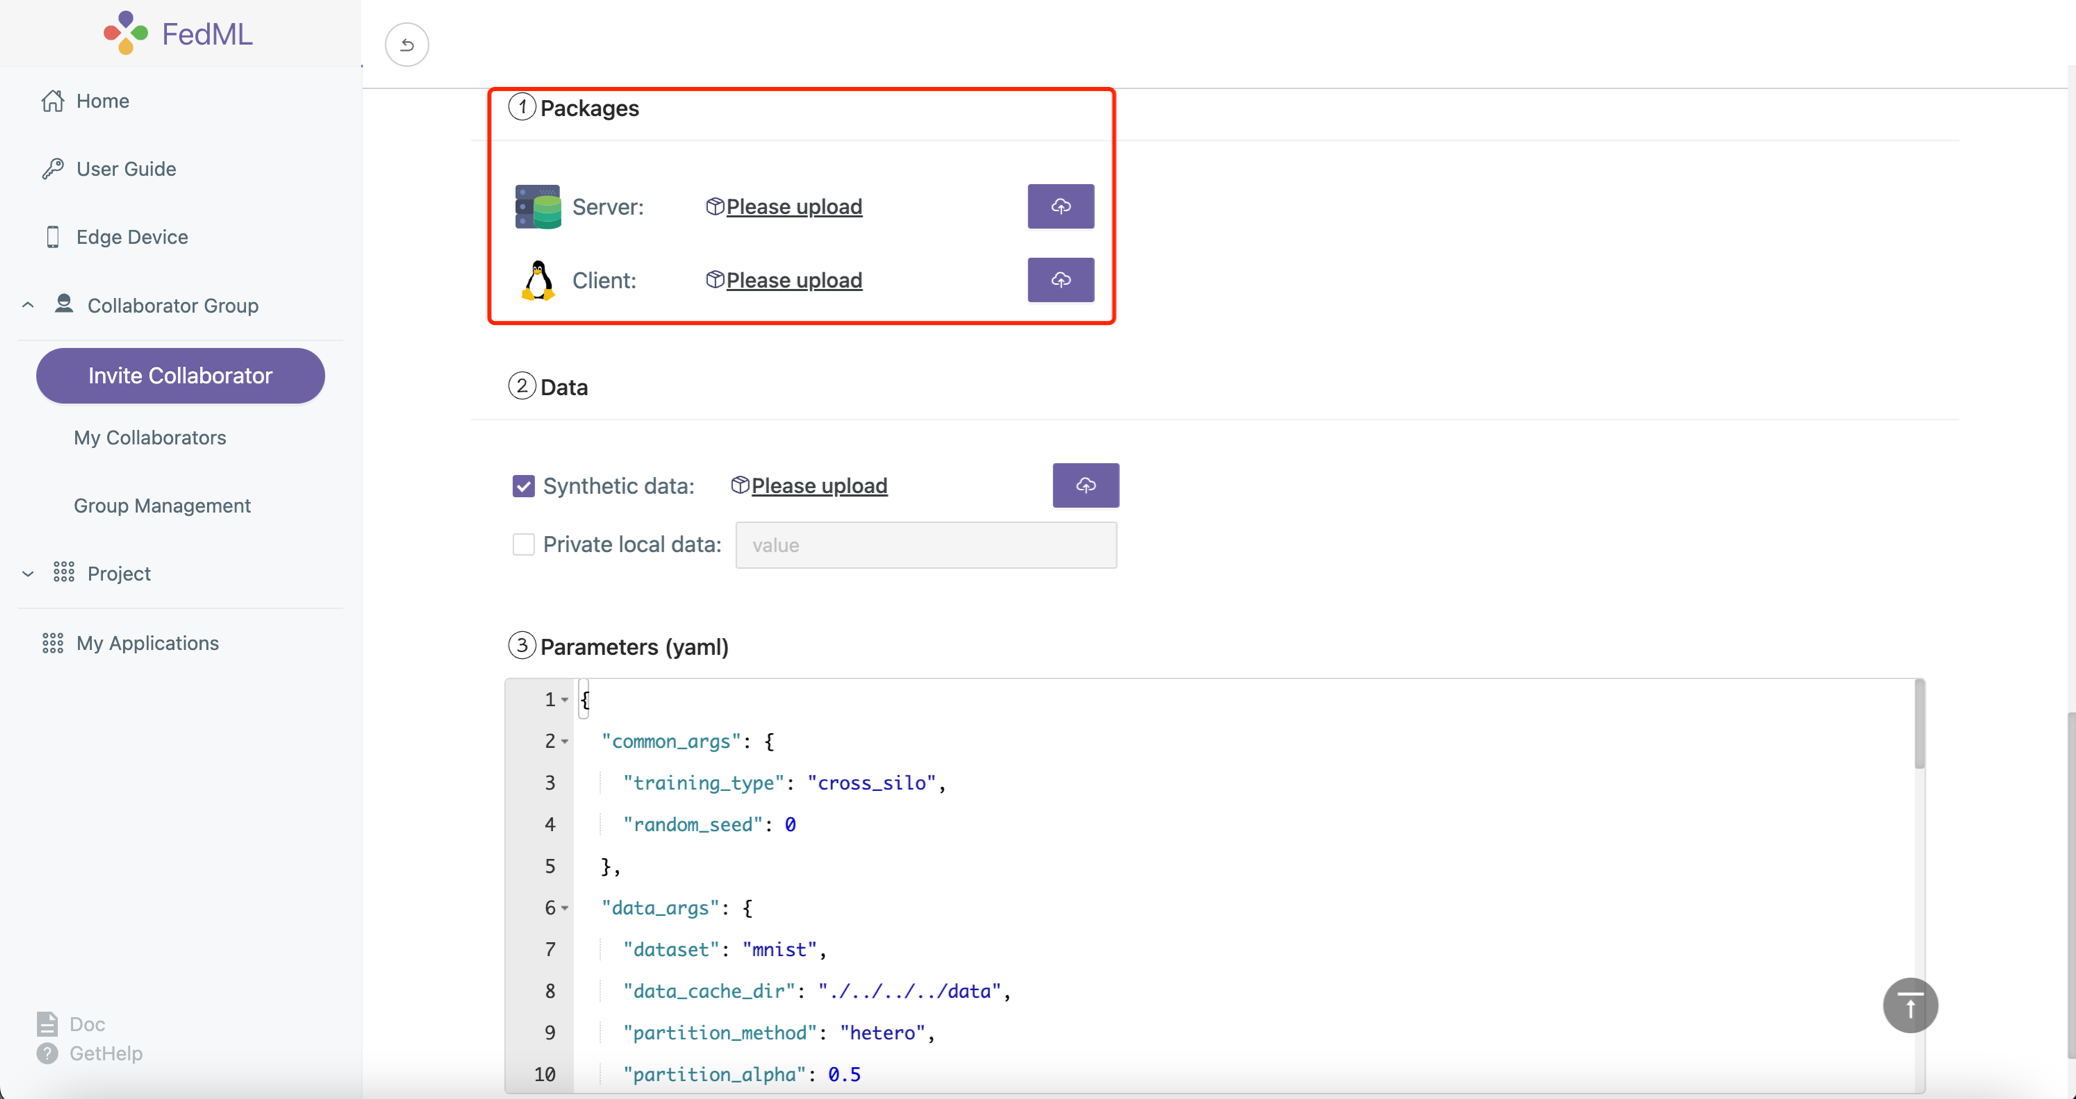 FedML
Home
User Guide
Edge Device
Collaborator Group
Invite Collaborator
My Collaborators
Group Management
Project
My Applications
Doc
GetHelp
1 Packages
Server: Please upload
Client: Please upload
2 Data
Synthetic data: Please upload
Private local data: value
3 Parameters (yaml)
1 {
2 "common_args": {
3 "training_type": "cross_silo",
4 "random_seed": 0
5 },
6 "data_args": {
7 "dataset": "mnist",
8 "data_cache_dir": "./../../../data",
9 "partition_method": "hetero",
10 "partition_alpha": 0.5